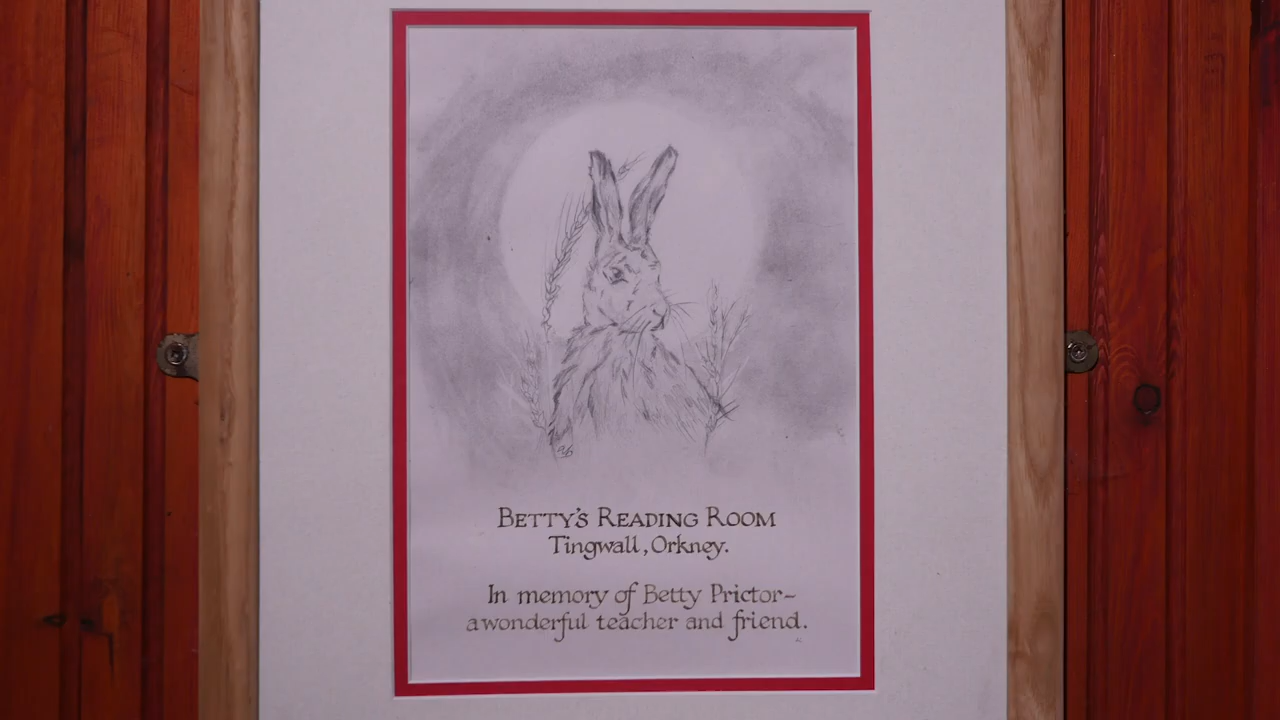 BETTY'S READING ROOM
Tingwall, Orkney.
In memory of Betty Prictor-
a wonderful teacher and friend.